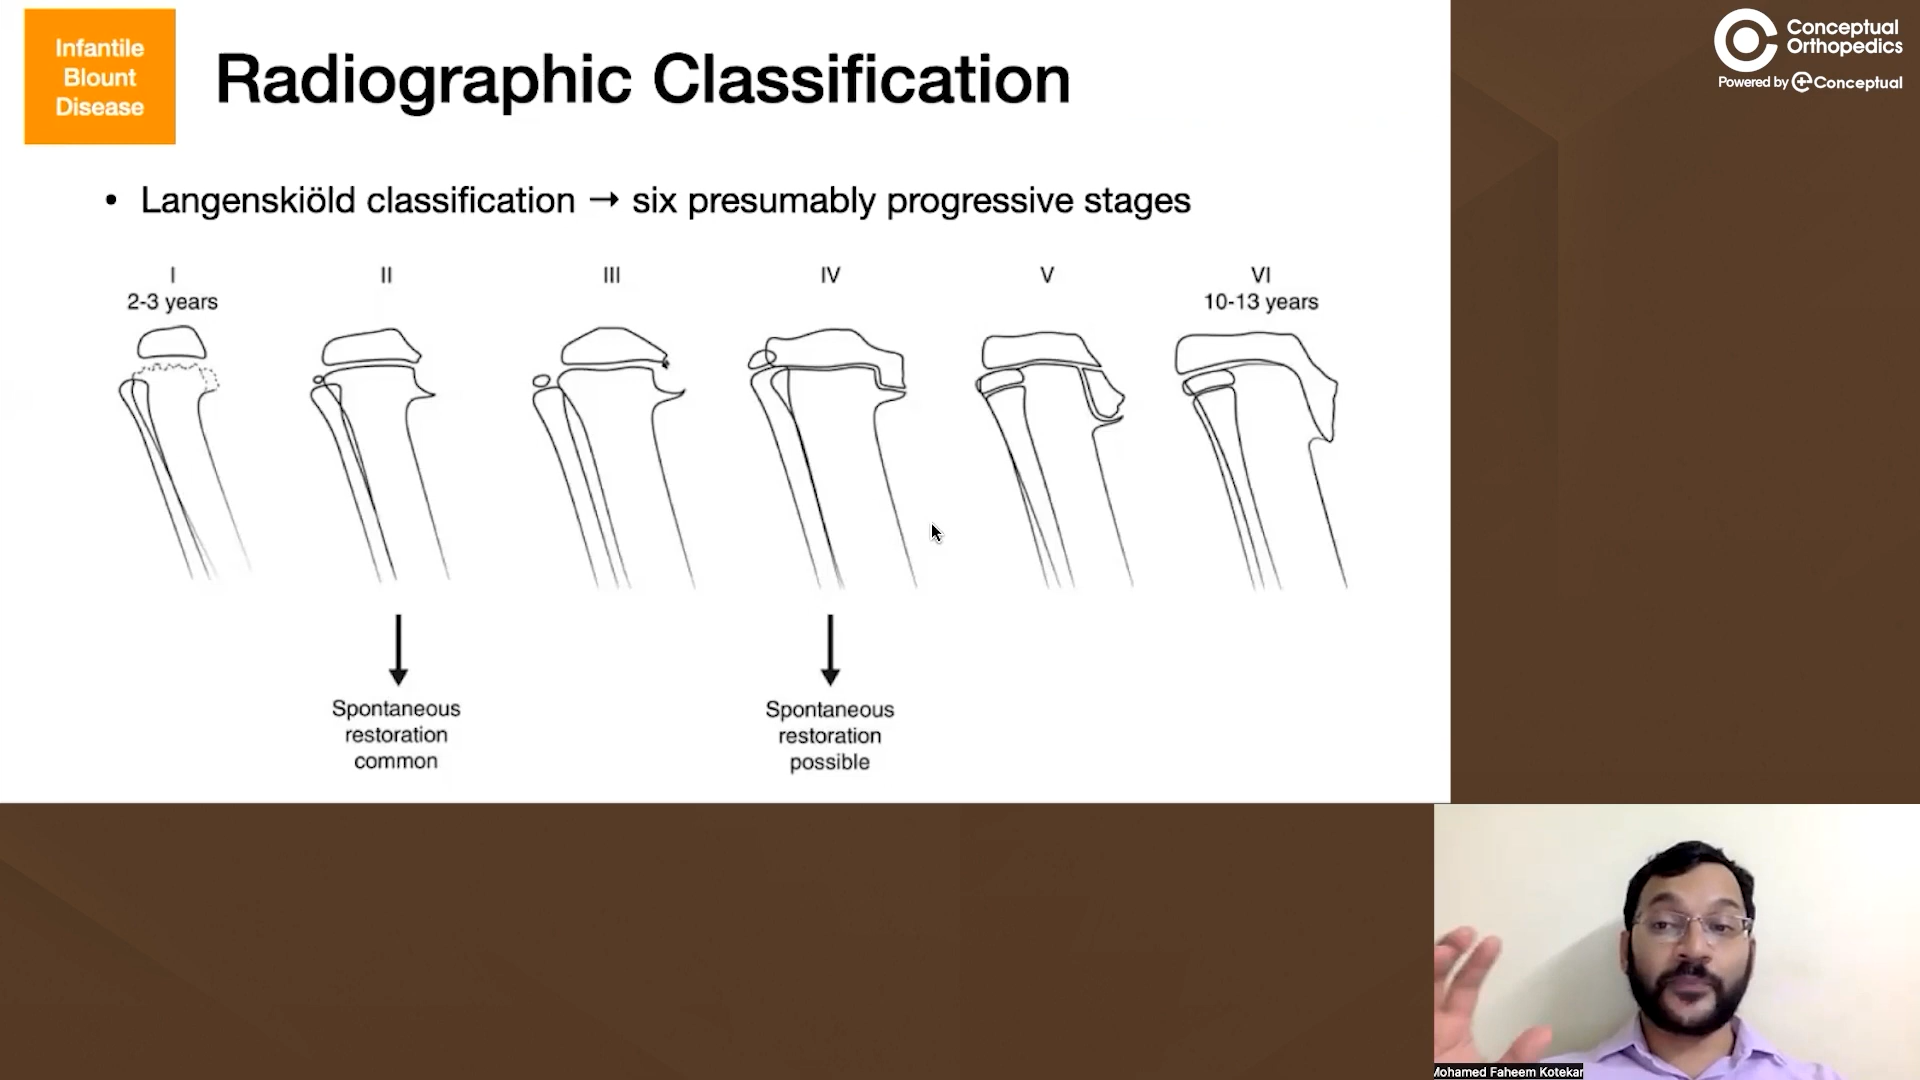 Infantile
Blount
Disease
Radiographic Classification
Conceptual
Orthopedics
Powered by Conceptual
• Langenskiöld classification → six presumably progressive stages
I II III IV V VI
2-3 years 10-13 years
Spontaneous
restoration
common
Spontaneous
restoration
possible
Mohamed Faheem Kotekar